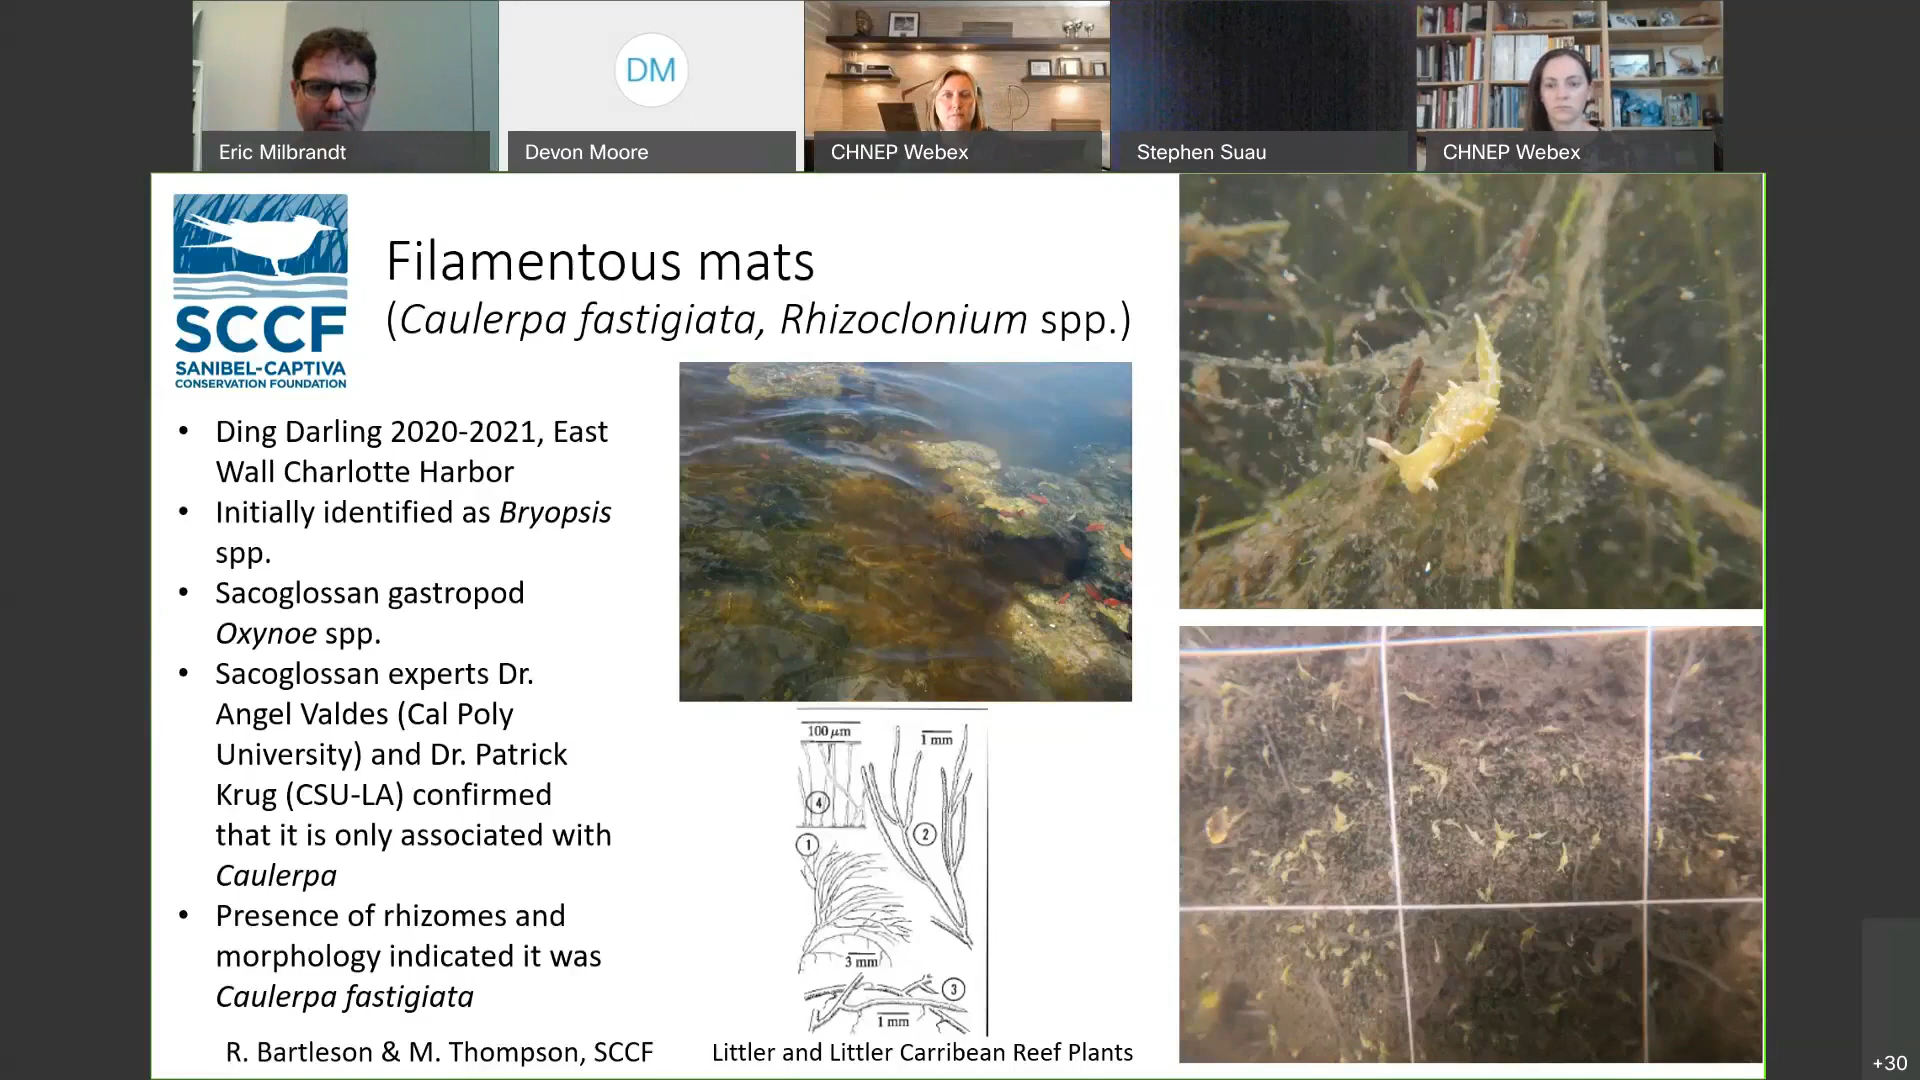 DM
Eric Milbrandt
Devon Moore
CHNEP Webex
Stephen Suau
CHNEP Webex
SCCF
SANIBEL-CAPTIVA
CONSERVATION FOUNDATION
Filamentous mats
(Caulerpa fastigiata, Rhizoclonium spp.)
• Ding Darling 2020-2021, East
Wall Charlotte Harbor
• Initially identified as Bryopsis
spp.
• Sacoglossan gastropod
Oxynoe spp.
• Sacoglossan experts Dr.
Angel Valdes (Cal Poly
University) and Dr. Patrick
Krug (CSU-LA) confirmed
that it is only associated with
Caulerpa
• Presence of rhizomes and
morphology indicated it was
Caulerpa fastigiata
R. Bartleson & M. Thompson, SCCF
100 µm
1 mm
4
2
1
3 mm
3
1 mm
Littler and Littler Carribean Reef Plants
+30